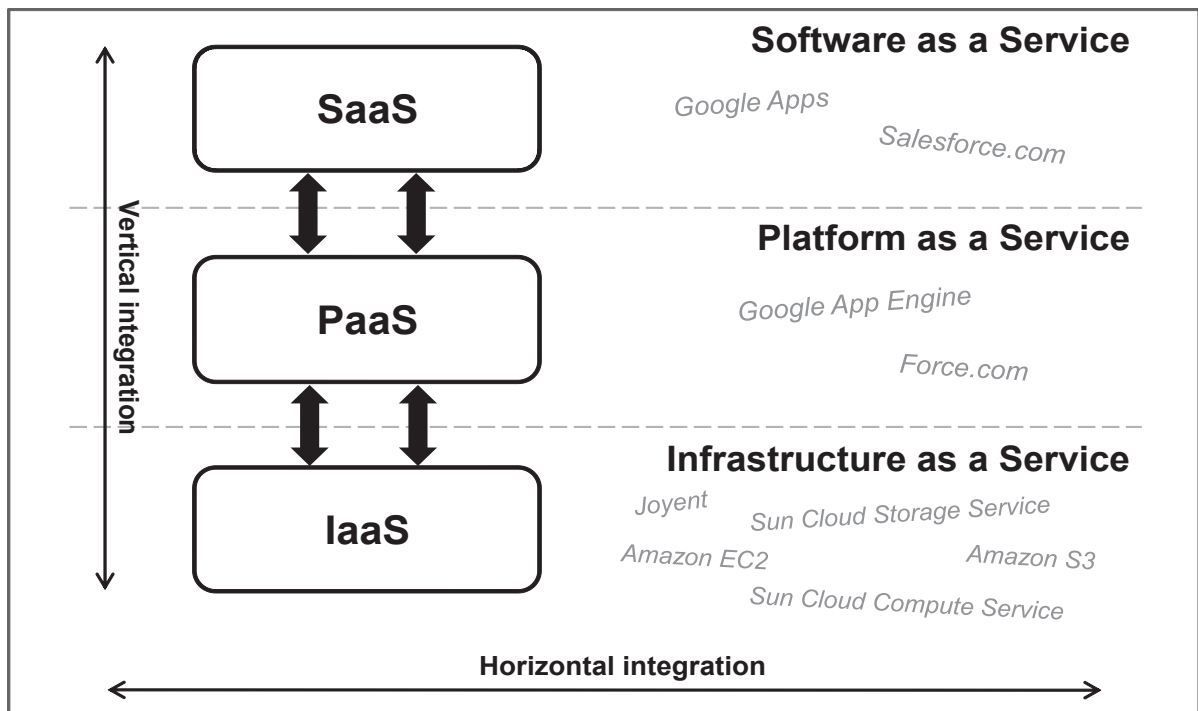 Software as a Service
SaaS
Google Apps
Salesforce.com
Vertical integration
Platform as a Service
PaaS
Google App Engine
Force.com
Infrastructure as a Service
IaaS
Joyent
Sun Cloud Storage Service
Amazon EC2
Amazon S3
Sun Cloud Compute Service
Horizontal integration